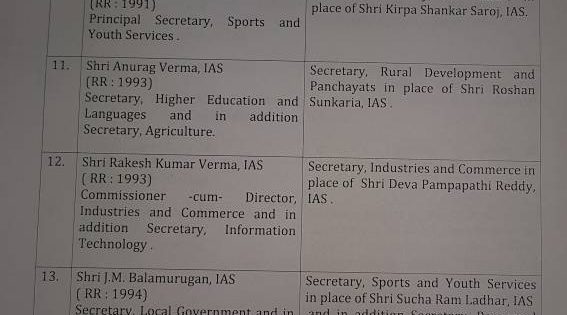 (RR : 1991)
Principal Secretary, Sports and
Youth Services .
place of Shri Kirpa Shankar Saroj, IAS.
11.
Shri Anurag Verma, IAS
(RR : 1993)
Secretary, Higher Education and
Languages and in addition
Secretary, Agriculture.
Secretary, Rural Development and
Panchayats in place of Shri Roshan
Sunkaria, IAS .
12.
Shri Rakesh Kumar Verma, IAS
( RR : 1993)
Commissioner -cum- Director,
Industries and Commerce and in
addition Secretary, Information
Technology .
Secretary, Industries and Commerce in
place of Shri Deva Pampapathi Reddy,
IAS .
13.
Shri J.M. Balamurugan, IAS
( RR : 1994)
Secretary, Local Government and in
Secretary, Sports and Youth Services
in place of Shri Sucha Ram Ladhar, IAS
and in addition Secretary